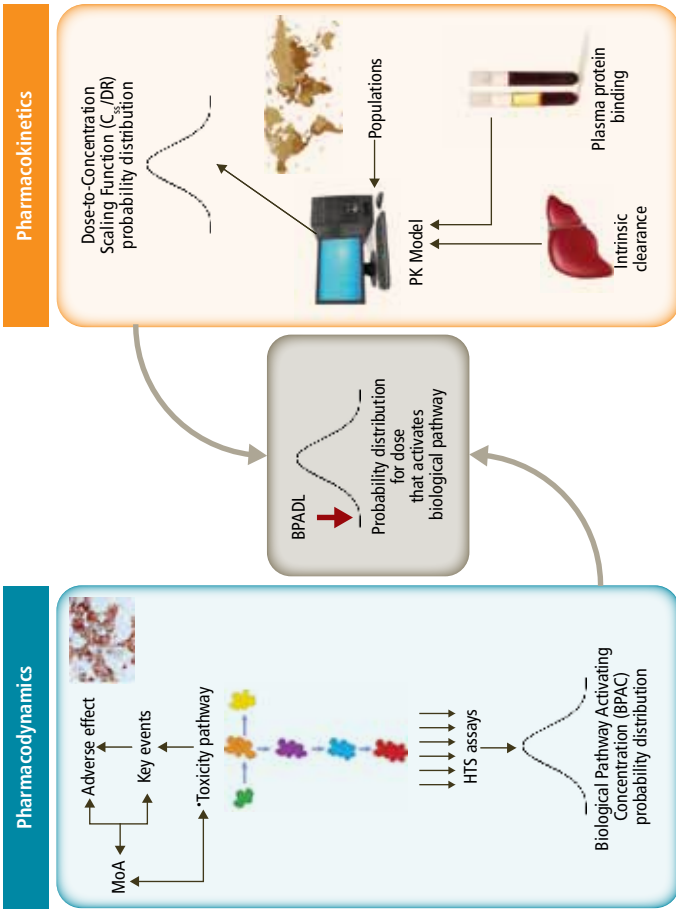 Pharmacodynamics
MoA
Adverse effect
Key events
•Toxicity pathway
HTS assays
Biological Pathway Activating
Concentration (BPAC)
probability distribution
BPADL
Probability distribution
for dose
that activates
biological pathway
Pharmacokinetics
Dose-to-Concentration
Scaling Function (Css/DR)
probability distribution
Populations
PK Model
Intrinsic
clearance
Plasma protein
binding